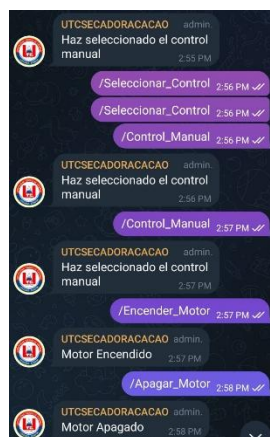 UTCSECADORACACAO admin.
Haz seleccionado el control
manual
2:55 PM
/Seleccionar_Control 2:56 PM
/Seleccionar_Control 2:56 PM
/Control_Manual 2:56 PM
UTCSECADORACACAO admin.
Haz seleccionado el control
manual
2:56 PM
/Control_Manual 2:57 PM
UTCSECADORACACAO admin.
Haz seleccionado el control
manual
2:57 PM
/Encender_Motor 2:57 PM
UTCSECADORACACAO admin.
Motor Encendido 2:57 PM
/Apagar_Motor 2:58 PM
UTCSECADORACACAO admin.
Motor Apagado 2:58 PM